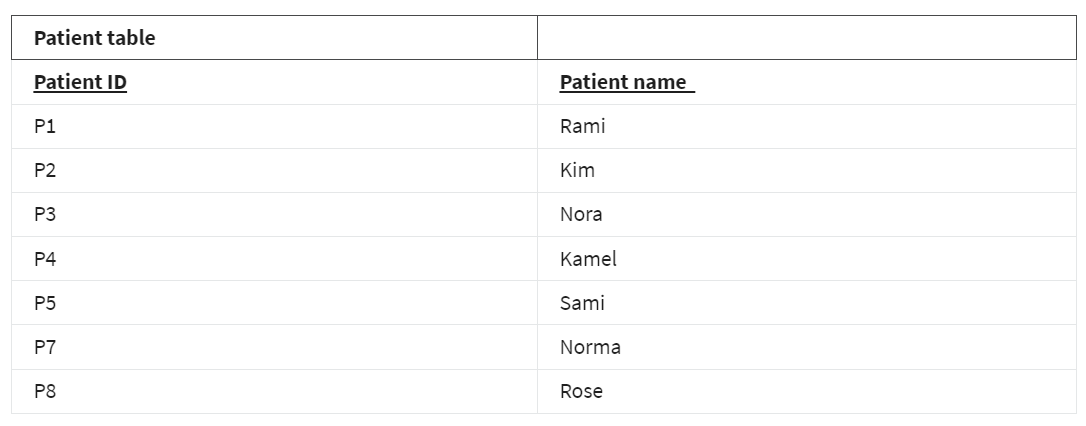 Patient table
Patient ID Patient name
P1 Rami
P2 Kim
P3 Nora
P4 Kamel
P5 Sami
P7 Norma
P8 Rose